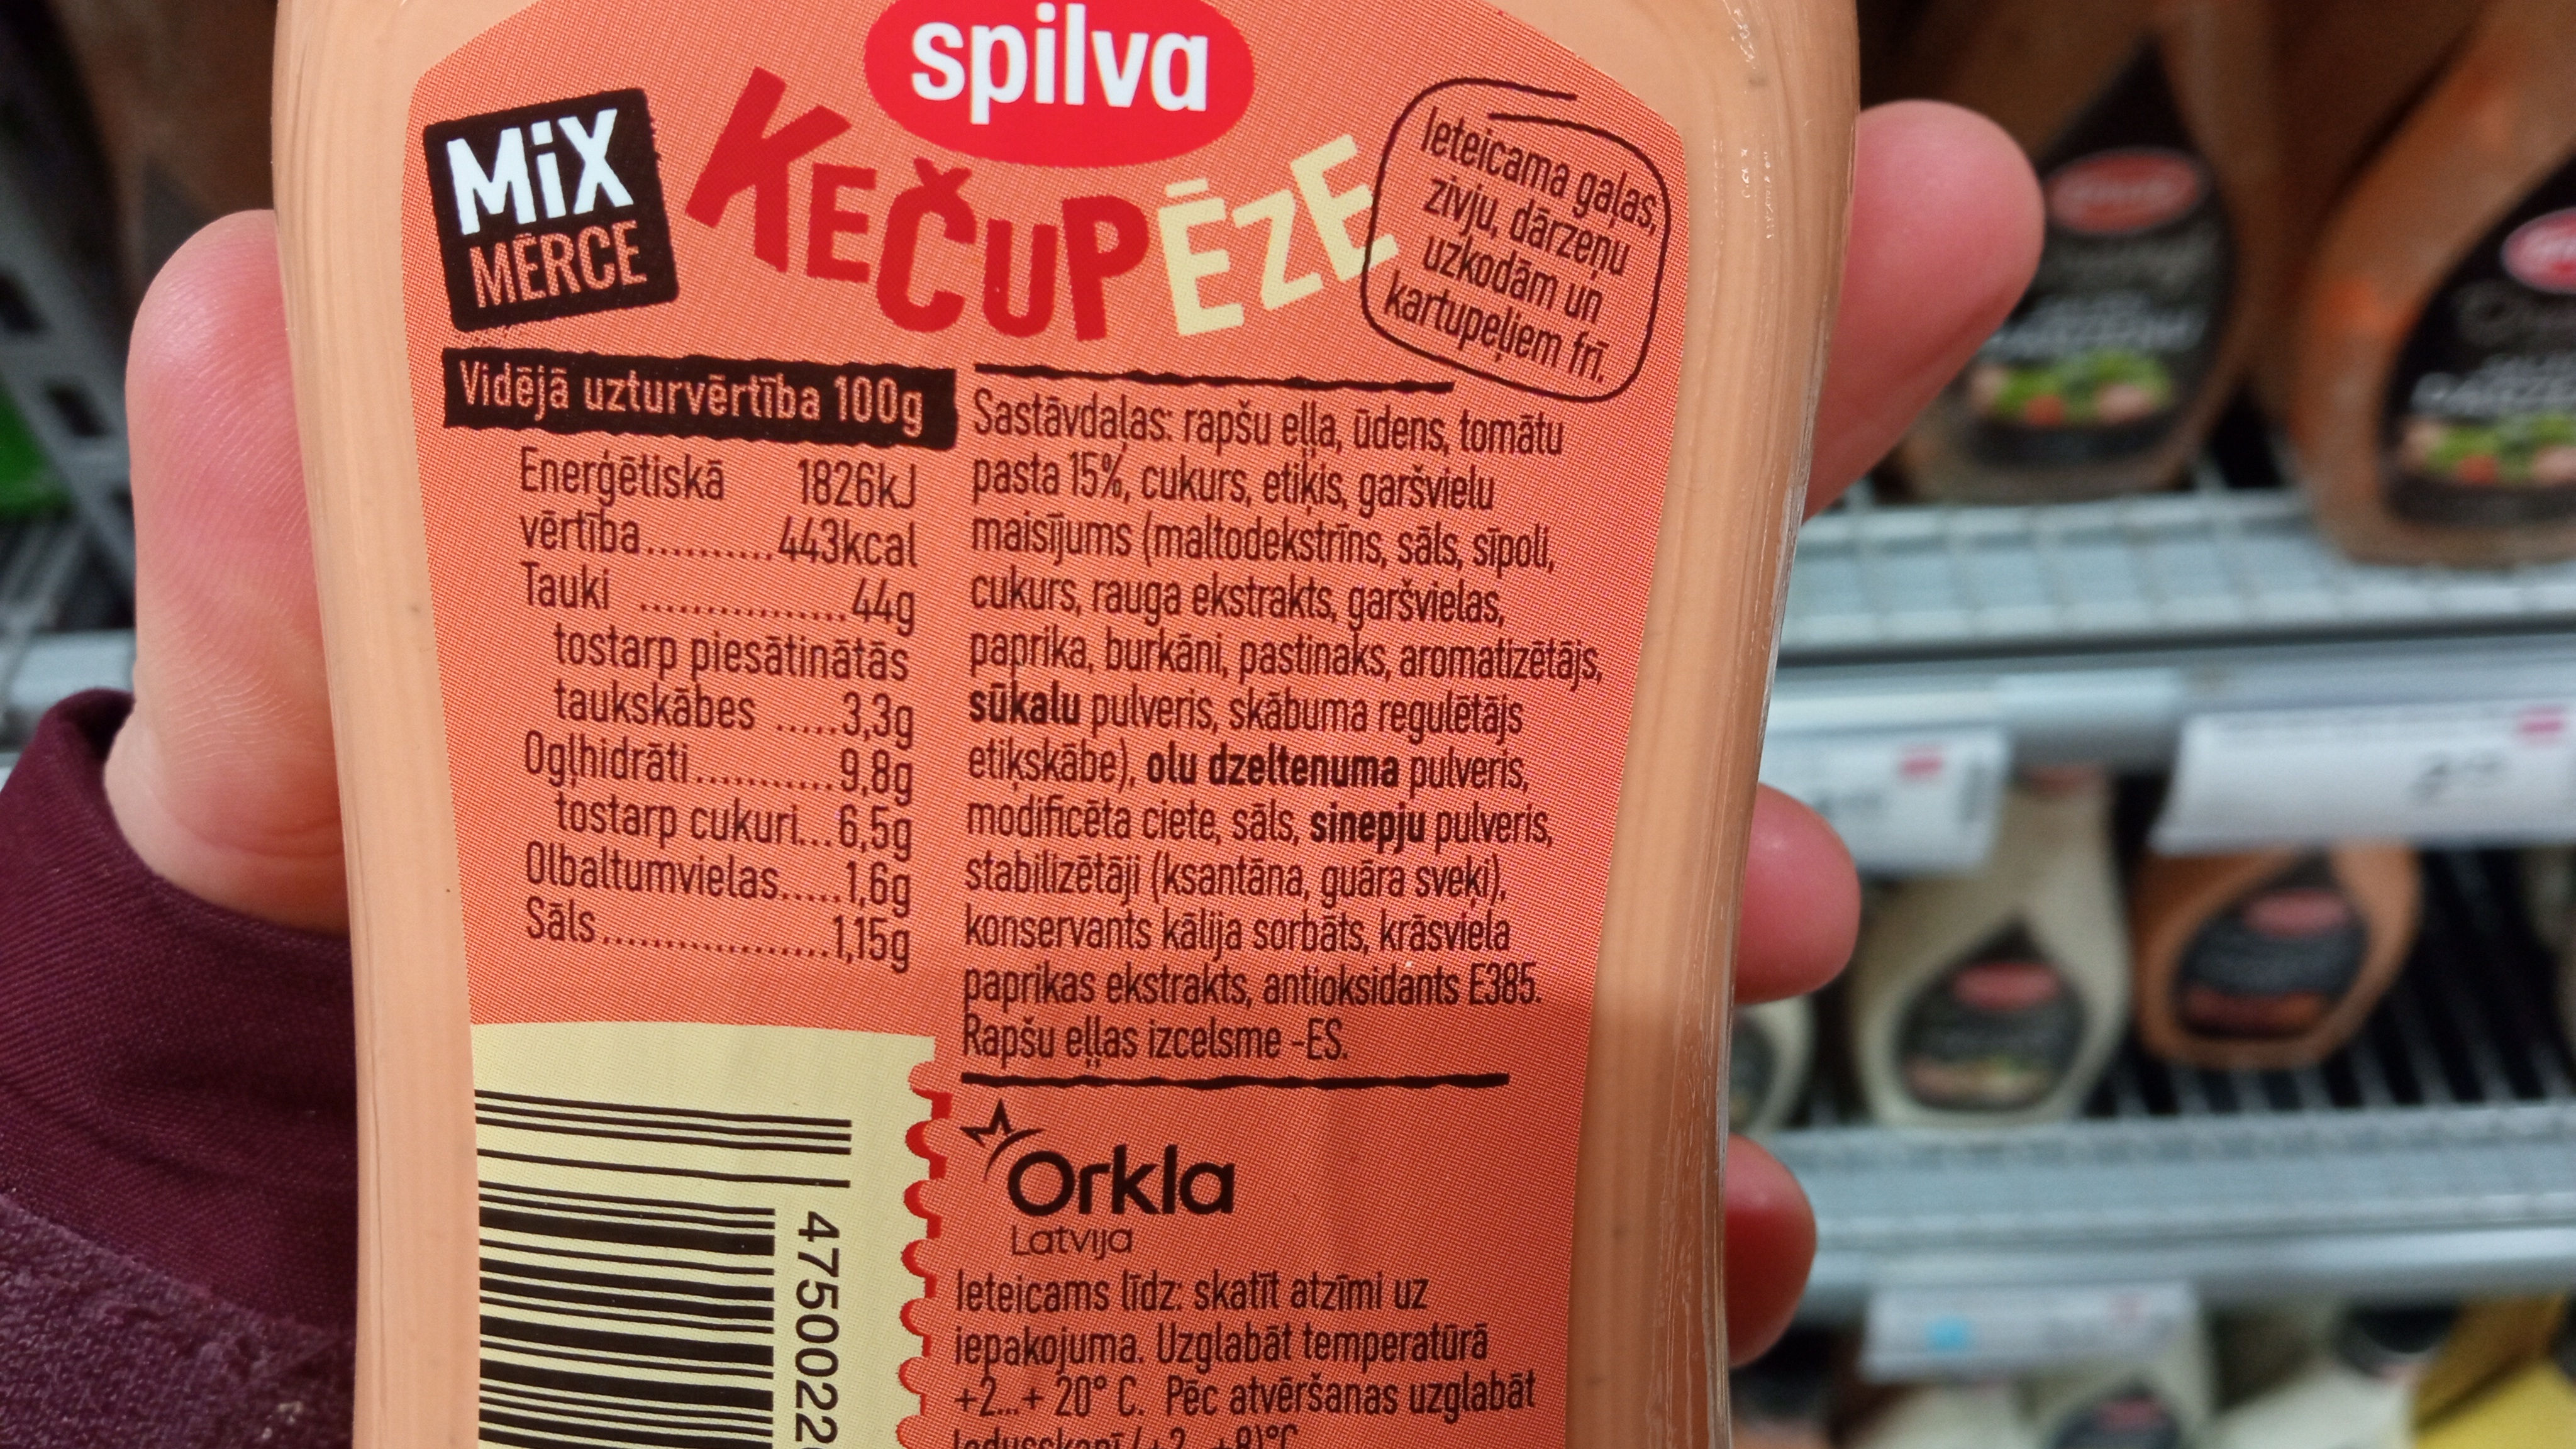 spilva
MiX
MĒRCE
KEČUPĒZE
Ieteicama gaļas,
zivju, dārzeņu
uzkodām un
kartupeļiem frī.
Vidējā uzturvērtība 100g
Enerģētiskā 1826kJ
vērtība..........443kcal
Tauki .................44g
tostarp piesātinātās
taukskābes .....3,3g
Ogļhidrāti...........9,8g
tostarp cukuri...6,5g
Olbaltumvielas.....1,6g
Sāls...................1,15g
Sastāvdaļas: rapšu eļļa, ūdens, tomātu
pasta 15%, cukurs, etiķis, garšvielu
maisījums (maltodekstrīns, sāls, sīpoli,
cukurs, rauga ekstrakts, garšvielas,
paprika, burkāni, pastinaks, aromatizētājs,
sūkalu pulveris, skābuma regulētājs
etiķskābe), olu dzeltenuma pulveris,
modificēta ciete, sāls, sinepju pulveris,
stabilizētāji (ksantāna, guāra sveķi),
konservants kālija sorbāts, krāsviela
paprikas ekstrakts, antioksidants E385.
Rapšu eļļas izcelsme -ES.
Orkla
Latvija
Ieteicams līdz: skatīt atzīmi uz
iepakojuma. Uzglabāt temperatūrā
+2...+ 20° C. Pēc atvēršanas uzglabāt
ledusskapī (+2...+8)°C
4750022